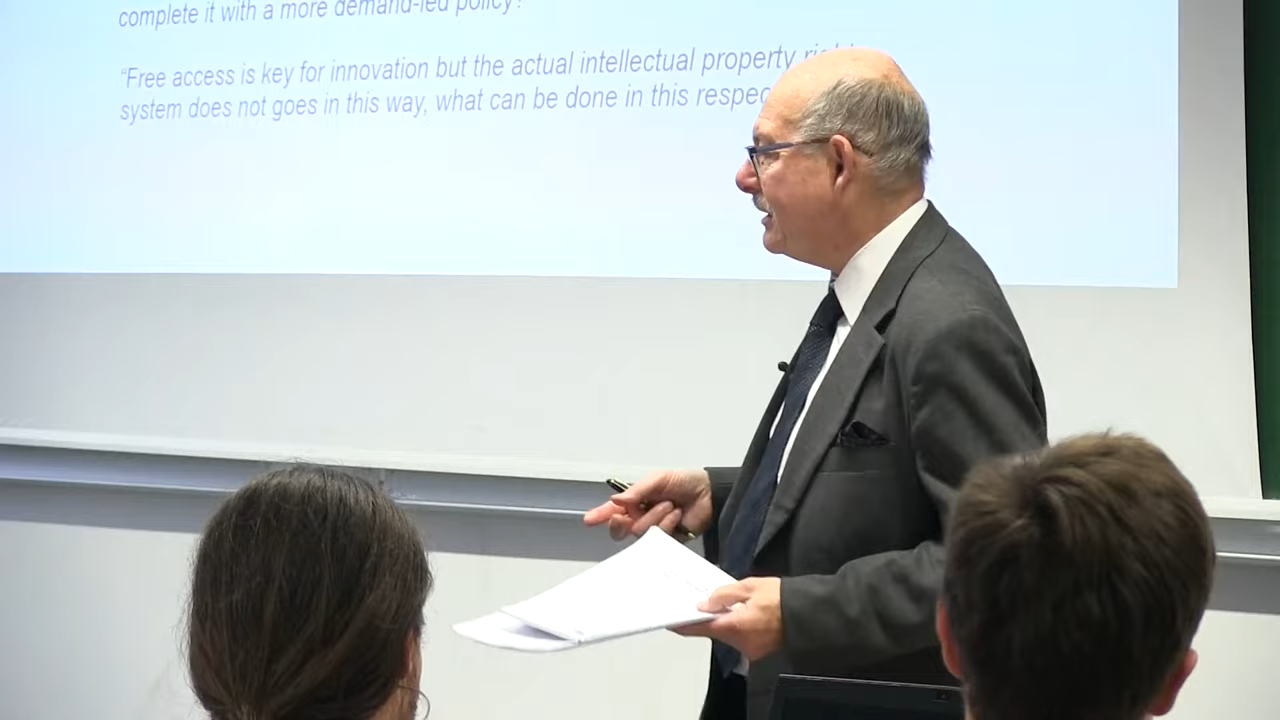 complete it with a more demand-led policy?
“Free access is key for innovation but the actual intellectual property
system does not goes in this way, what can be done in this